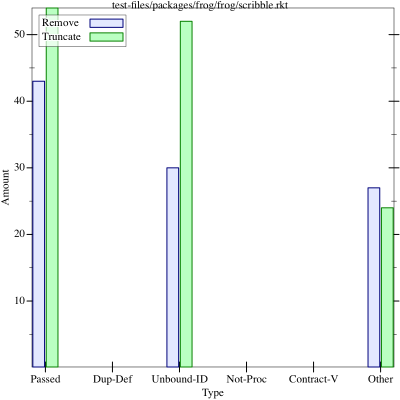 test-files/packages/frog/frog/scribble.rkt
Remove
Truncate
50
40
30
20
10
Amount
Passed Dup-Def Unbound-ID Not-Proc Contract-V Other
Type